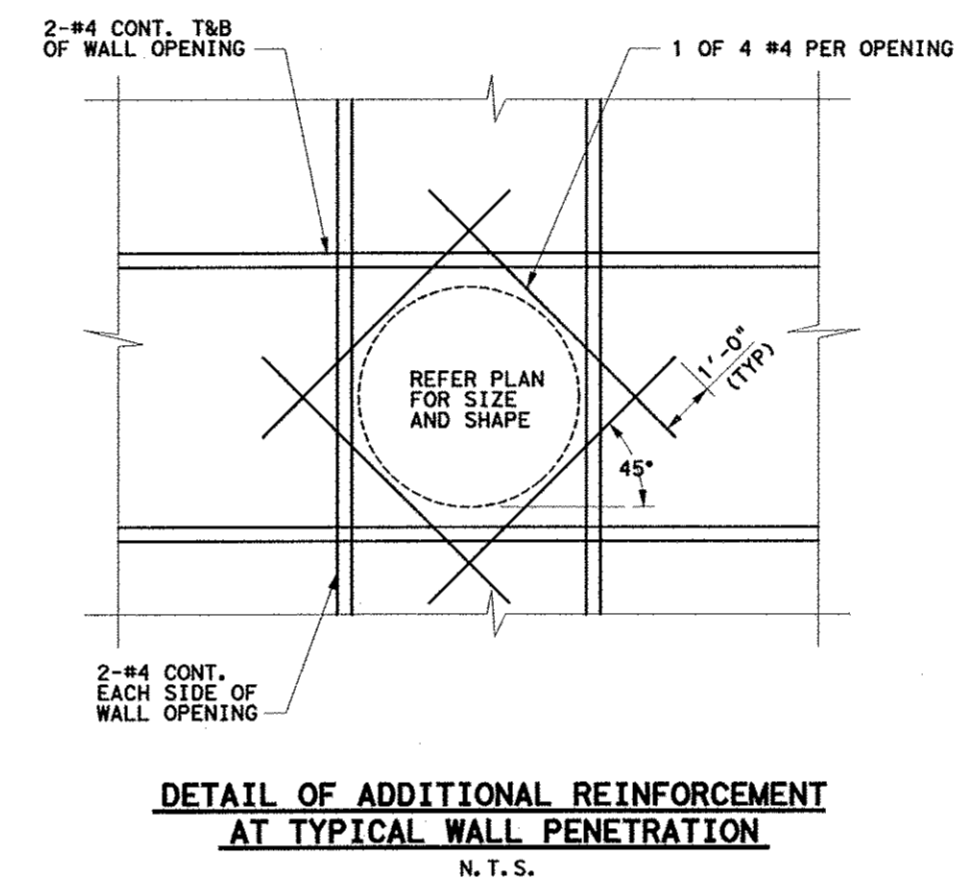 2-#4 CONT. T&B
OF WALL OPENING
1 OF 4 #4 PER OPENING
REFER PLAN
FOR SIZE
AND SHAPE
1'-0"
(TYP)
45°
2-#4 CONT.
EACH SIDE OF
WALL OPENING
DETAIL OF ADDITIONAL REINFORCEMENT
AT TYPICAL WALL PENETRATION
N.T.S.